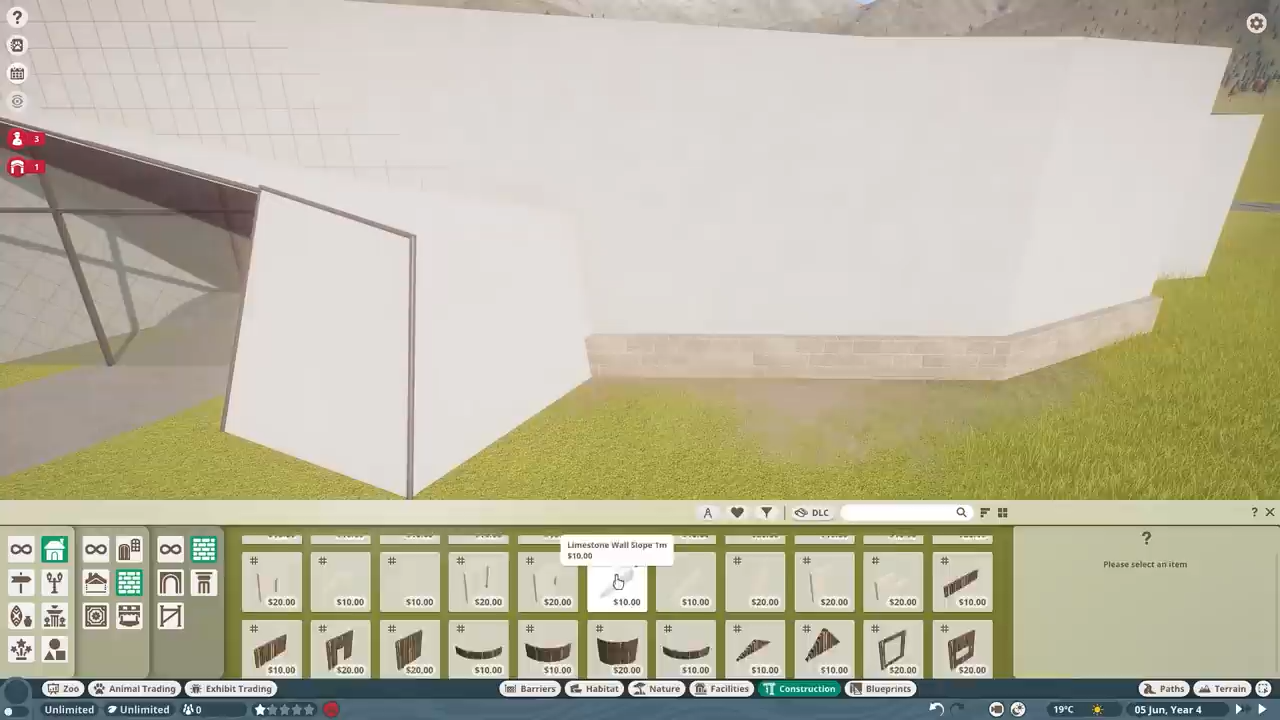 ?
3
1
A
DLC
? ×
Limestone Wall Slope 1m
$10.00
$20.00 $10.00 $10.00 $20.00 $20.00 $10.00 $10.00 $20.00 $20.00 $20.00 $10.00
$10.00 $20.00 $20.00 $10.00 $10.00 $20.00 $10.00 $10.00 $10.00 $20.00 $20.00
?
Please select an item
Zoo Animal Trading Exhibit Trading Barriers Habitat Nature Facilities Construction Blueprints Paths Terrain
Unlimited Unlimited 0 19°C 05 Jun, Year 4